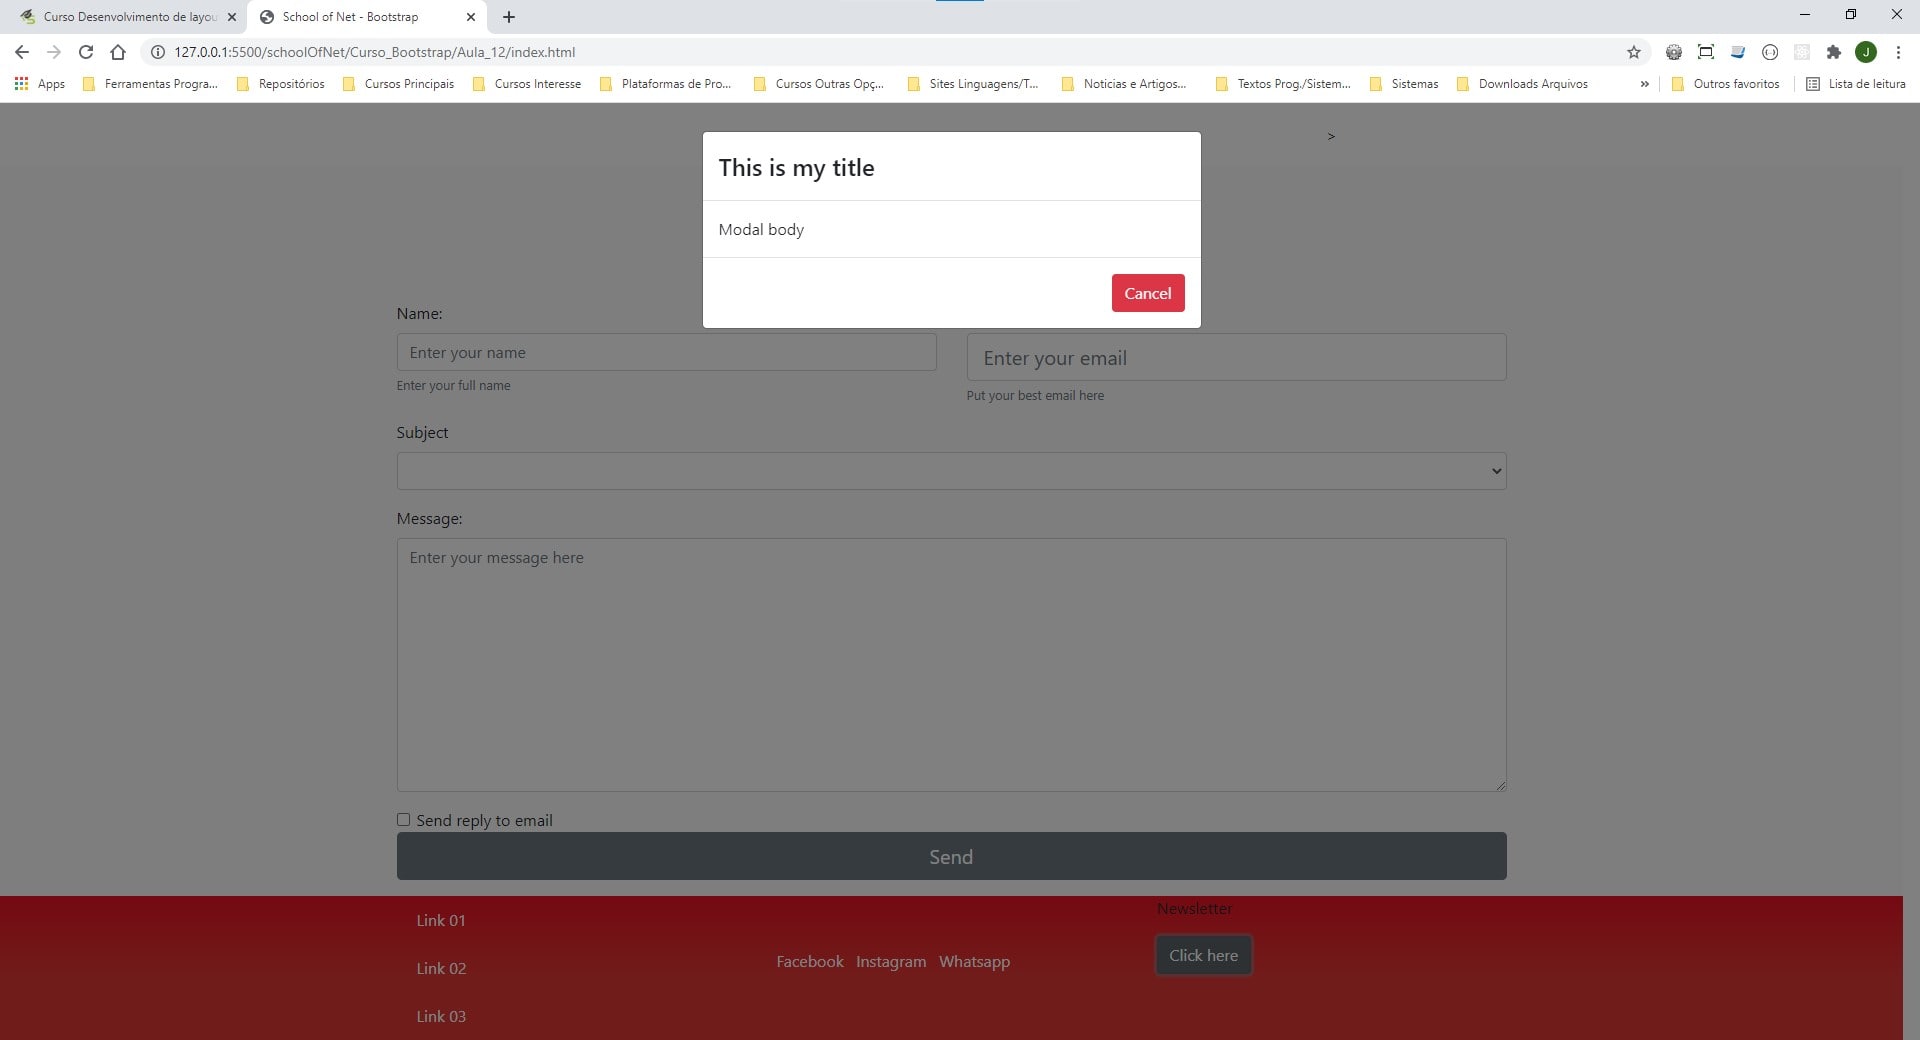 Curso Desenvolvimento de layou
School of Net - Bootstrap
127.0.0.1:5500/schoolOfNet/Curso_Bootstrap/Aula_12/index.html
J
Apps
Ferramentas Progra...
Repositórios
Cursos Principais
Cursos Interesse
Plataformas de Pro...
Cursos Outras Opç...
Sites Linguagens/T...
Noticias e Artigos...
Textos Prog./Sistem...
Sistemas
Downloads Arquivos
»
Outros favoritos
Lista de leitura
>
This is my title
Modal body
Cancel
Name:
Enter your name
Enter your full name
Enter your email
Put your best email here
Subject
Message:
Enter your message here
Send reply to email
Send
Link 01
Link 02
Link 03
Facebook Instagram Whatsapp
Newsletter
Click here